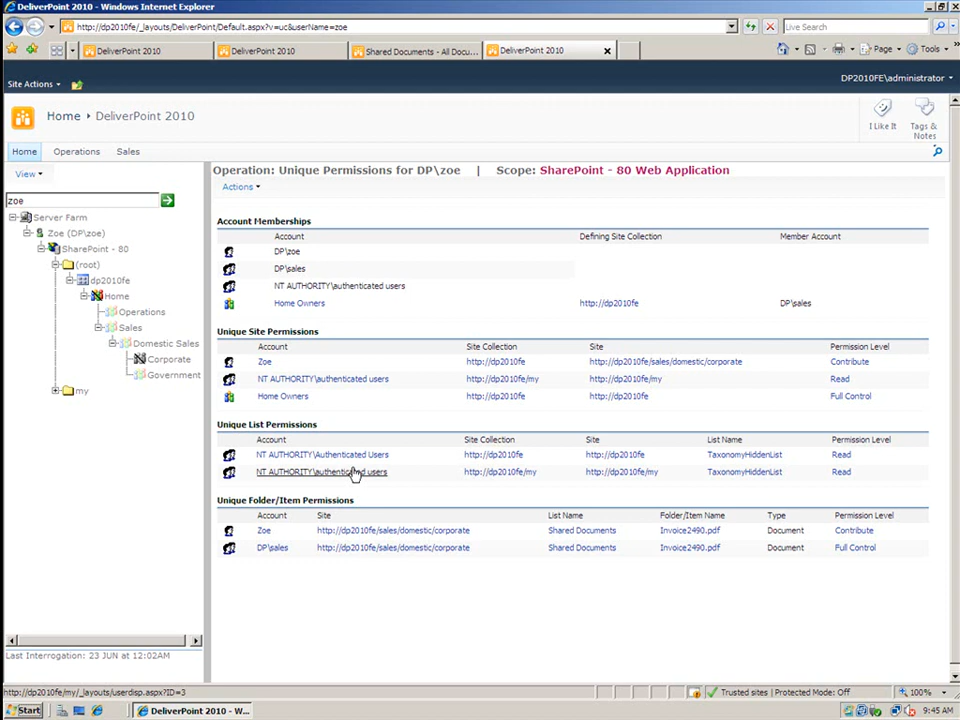 DeliverPoint 2010 - Windows Internet Explorer
http://dp2010fe/_layouts/DeliverPoint/Default.aspx?v=uc&userName=zoe
Live Search
DeliverPoint 2010
DeliverPoint 2010
Shared Documents - All Docu...
DeliverPoint 2010
Page
Tools
Site Actions
DP2010FE\administrator
Home DeliverPoint 2010
I Like It
Tags & Notes
Home Operations Sales
View
Operation: Unique Permissions for DP\zoe | Scope: SharePoint - 80 Web Application
Actions
zoe
Server Farm
Zoe (DP\zoe)
SharePoint - 80
(root)
dp2010fe
Home
Operations
Sales
Domestic Sales
Corporate
Government
my
Account Memberships
Account Defining Site Collection Member Account
DP\zoe
DP\sales
NT AUTHORITY\authenticated users
Home Owners http://dp2010fe DP\sales
Unique Site Permissions
Account Site Collection Site Permission Level
Zoe http://dp2010fe http://dp2010fe/sales/domestic/corporate Contribute
NT AUTHORITY\authenticated users http://dp2010fe/my http://dp2010fe/my Read
Home Owners http://dp2010fe http://dp2010fe Full Control
Unique List Permissions
Account Site Collection Site List Name Permission Level
NT AUTHORITY\Authenticated Users http://dp2010fe http://dp2010fe TaxonomyHiddenList Read
NT AUTHORITY\authenticated users http://dp2010fe/my http://dp2010fe/my TaxonomyHiddenList Read
Unique Folder/Item Permissions
Account Site List Name Folder/Item Name Type Permission Level
Zoe http://dp2010fe/sales/domestic/corporate Shared Documents Invoice2490.pdf Document Contribute
DP\sales http://dp2010fe/sales/domestic/corporate Shared Documents Invoice2490.pdf Document Full Control
Last Interrogation: 23 JUN at 12:02AM
http://dp2010fe/my/_layouts/userdisp.aspx?ID=3
Trusted sites | Protected Mode: Off
100%
Start
DeliverPoint 2010 - W...
9:45 AM